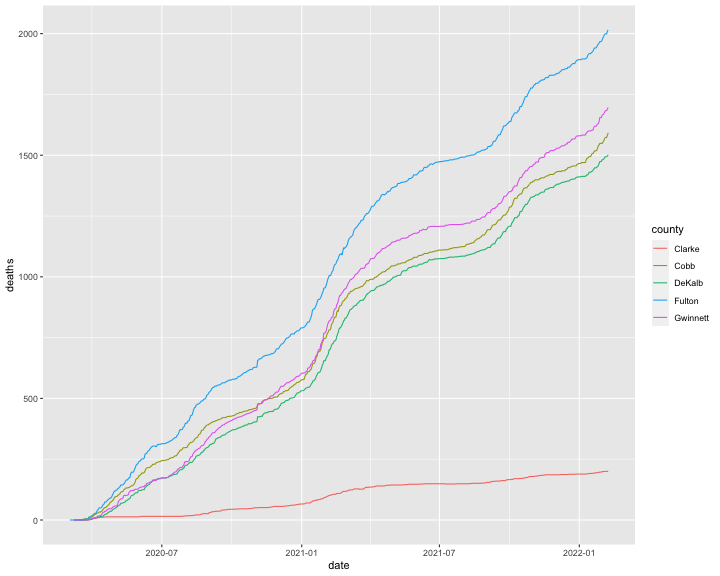 2000
1500
1000
500
0
deaths
2020-07
2021-01
2021-07
2022-01
date
county
Clarke
Cobb
DeKalb
Fulton
Gwinnett